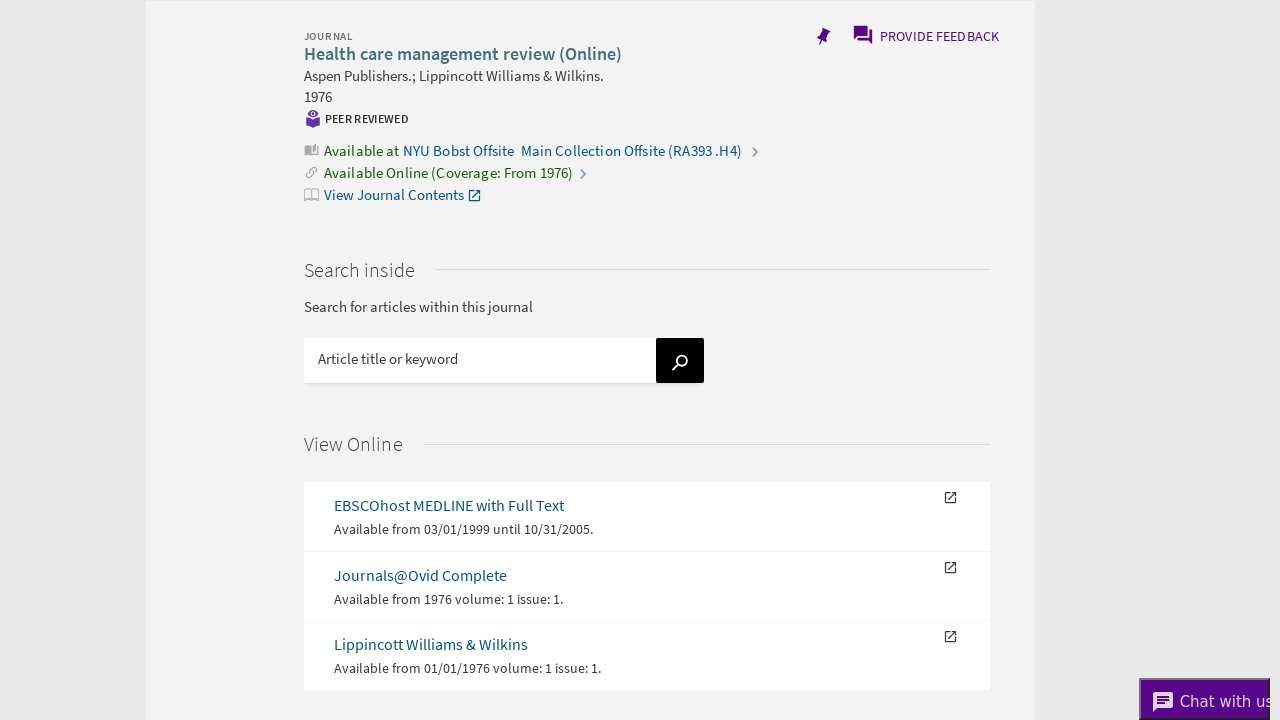 JOURNAL
Health care management review (Online)
Aspen Publishers.; Lippincott Williams & Wilkins.
1976
PEER REVIEWED
Available at NYU Bobst Offsite Main Collection Offsite (RA393 .H4)
Available Online (Coverage: From 1976)
View Journal Contents
PROVIDE FEEDBACK
Search inside
Search for articles within this journal
Article title or keyword
View Online
EBSCOhost MEDLINE with Full Text
Available from 03/01/1999 until 10/31/2005.
Journals@Ovid Complete
Available from 1976 volume: 1 issue: 1.
Lippincott Williams & Wilkins
Available from 01/01/1976 volume: 1 issue: 1.
Chat with us